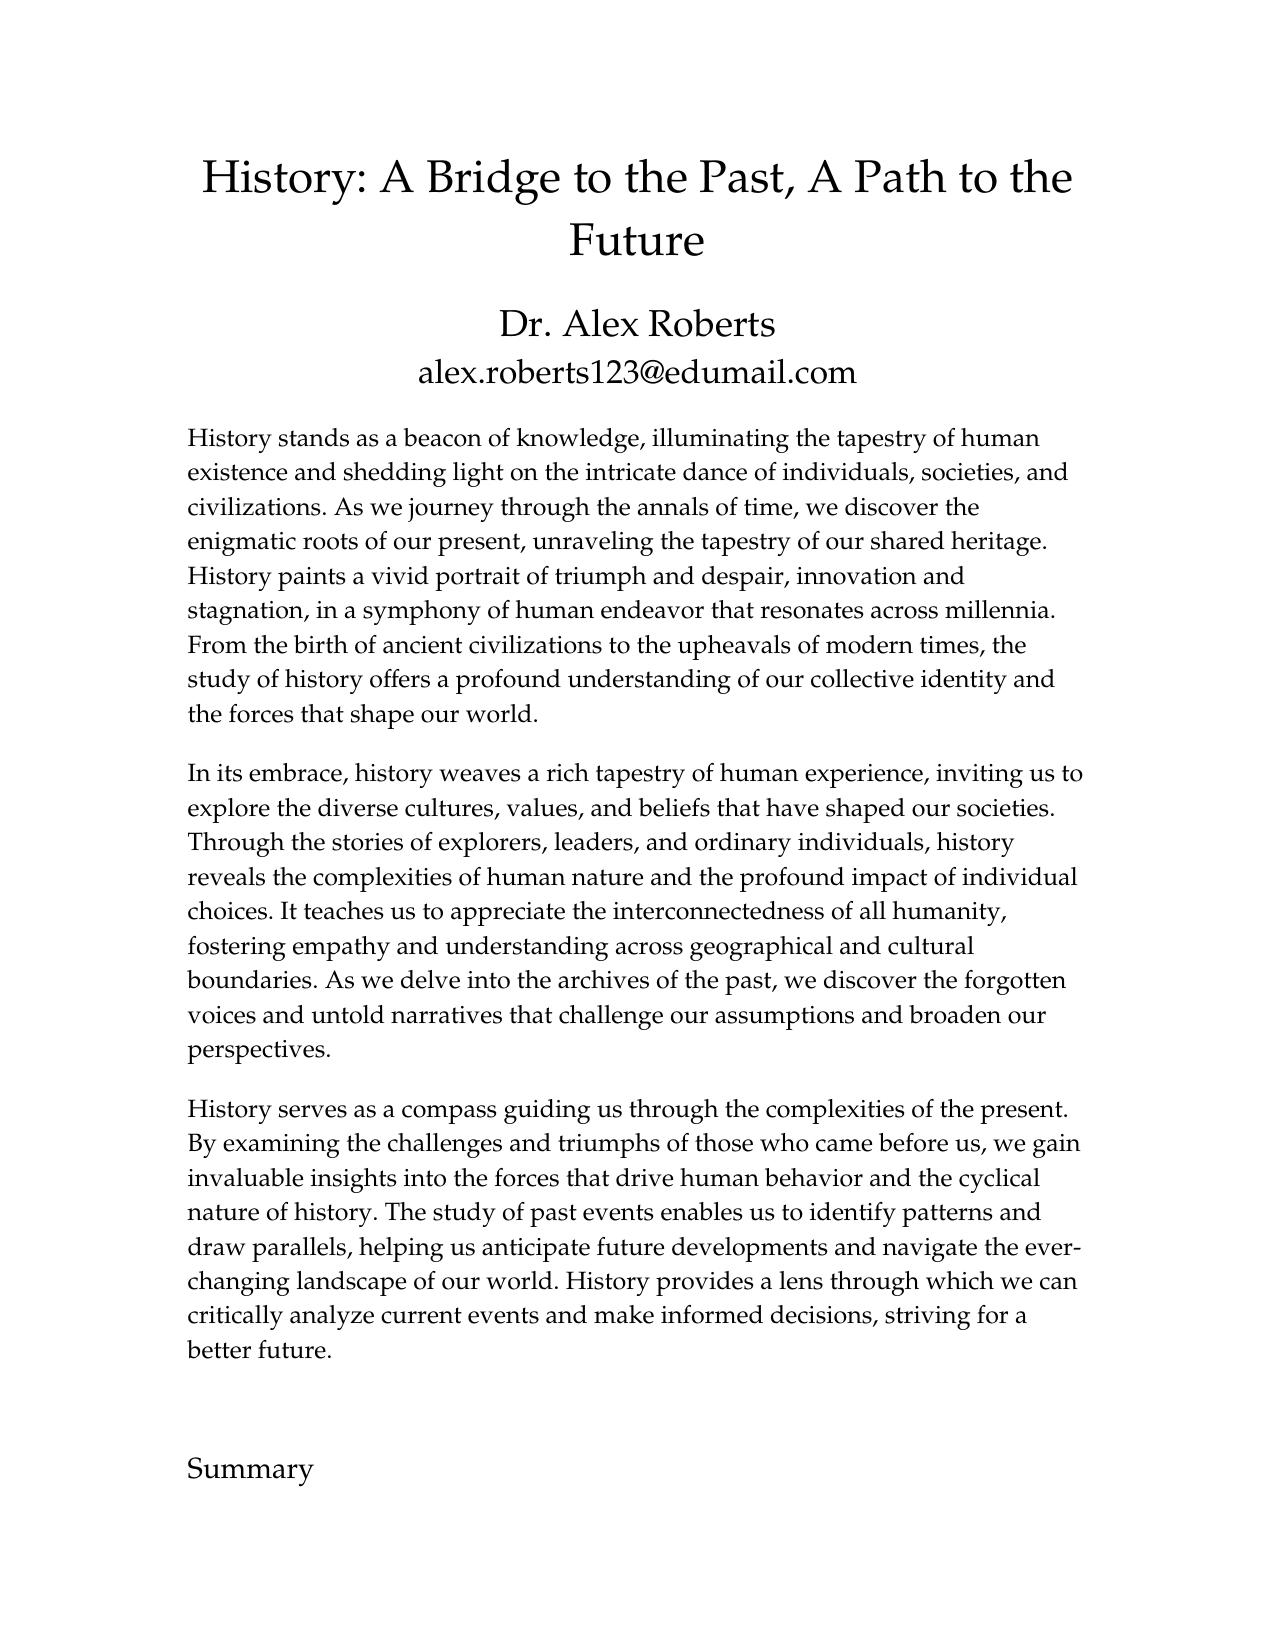 History: A Bridge to the Past, A Path to the
Future
Dr. Alex Roberts
alex.roberts123@edumail.com
History stands as a beacon of knowledge, illuminating the tapestry of human
existence and shedding light on the intricate dance of individuals, societies, and
civilizations. As we journey through the annals of time, we discover the
enigmatic roots of our present, unraveling the tapestry of our shared heritage.
History paints a vivid portrait of triumph and despair, innovation and
stagnation, in a symphony of human endeavor that resonates across millennia.
From the birth of ancient civilizations to the upheavals of modern times, the
study of history offers a profound understanding of our collective identity and
the forces that shape our world.
In its embrace, history weaves a rich tapestry of human experience, inviting us to
explore the diverse cultures, values, and beliefs that have shaped our societies.
Through the stories of explorers, leaders, and ordinary individuals, history
reveals the complexities of human nature and the profound impact of individual
choices. It teaches us to appreciate the interconnectedness of all humanity,
fostering empathy and understanding across geographical and cultural
boundaries. As we delve into the archives of the past, we discover the forgotten
voices and untold narratives that challenge our assumptions and broaden our
perspectives.
History serves as a compass guiding us through the complexities of the present.
By examining the challenges and triumphs of those who came before us, we gain
invaluable insights into the forces that drive human behavior and the cyclical
nature of history. The study of past events enables us to identify patterns and
draw parallels, helping us anticipate future developments and navigate the ever-
changing landscape of our world. History provides a lens through which we can
critically analyze current events and make informed decisions, striving for a
better future.
Summary